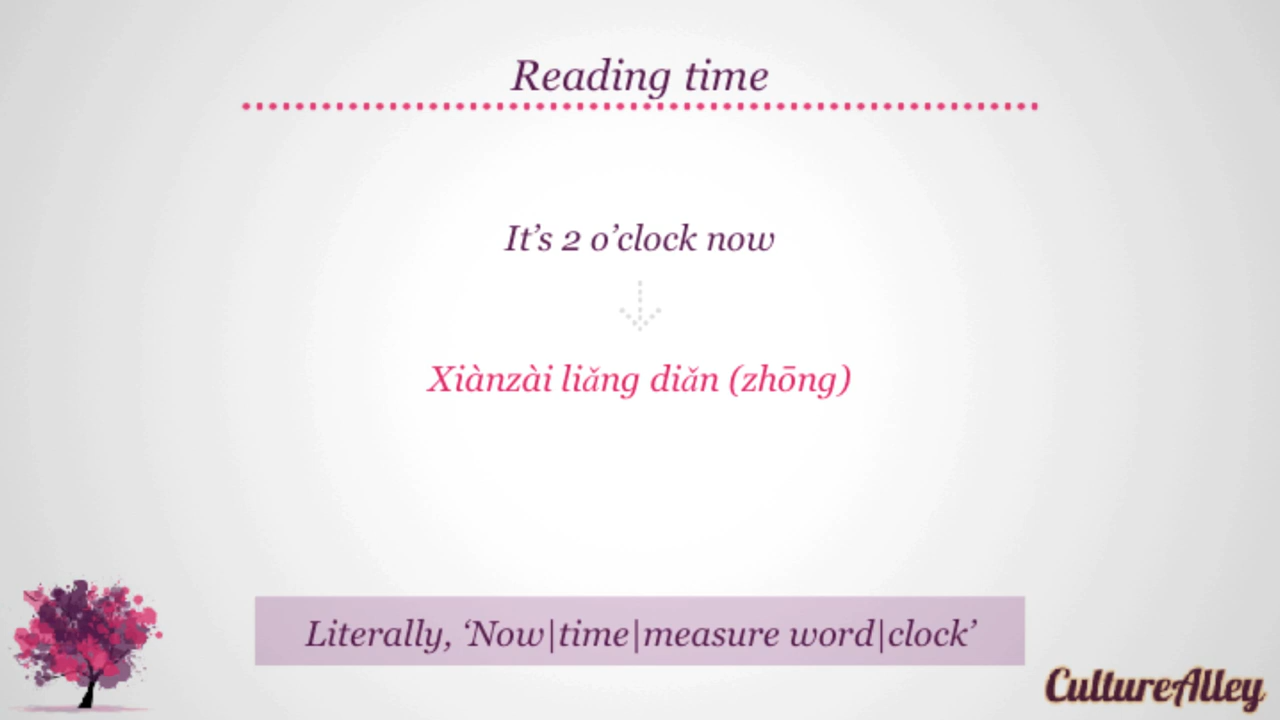 Reading time
It’s 2 o’clock now
Xiànzài liǎng diǎn (zhōng)
Literally, ‘Now|time|measure word|clock’
CultureAlley